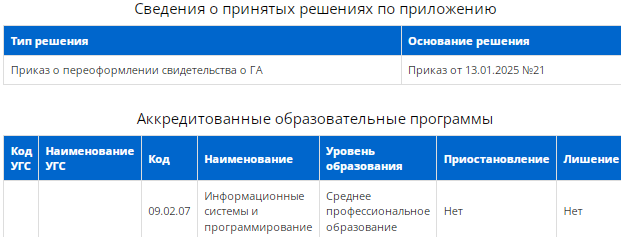 Сведения о принятых решениях по приложению
Тип решения Основание решения
Приказ о переоформлении свидетельства о ГА Приказ от 13.01.2025 №21
Аккредитованные образовательные программы
Код УГС Наименование УГС Код Наименование Уровень образования Приостановление Лишение
09.02.07 Информационные системы и программирование Среднее профессиональное образование Нет Нет